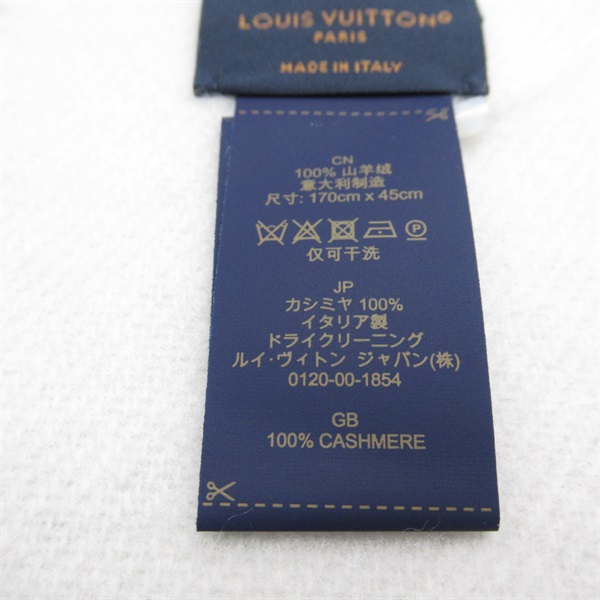 LOUIS VUITTON®
PARIS
MADE IN ITALY
CN
100% 山羊绒
意大利制造
尺寸: 170cm x 45cm
P
仅可干洗
JP
カシミヤ 100%
イタリア製
ドライクリーニング
ルイ・ヴィトン ジャパン(株)
0120-00-1854
GB
100% CASHMERE